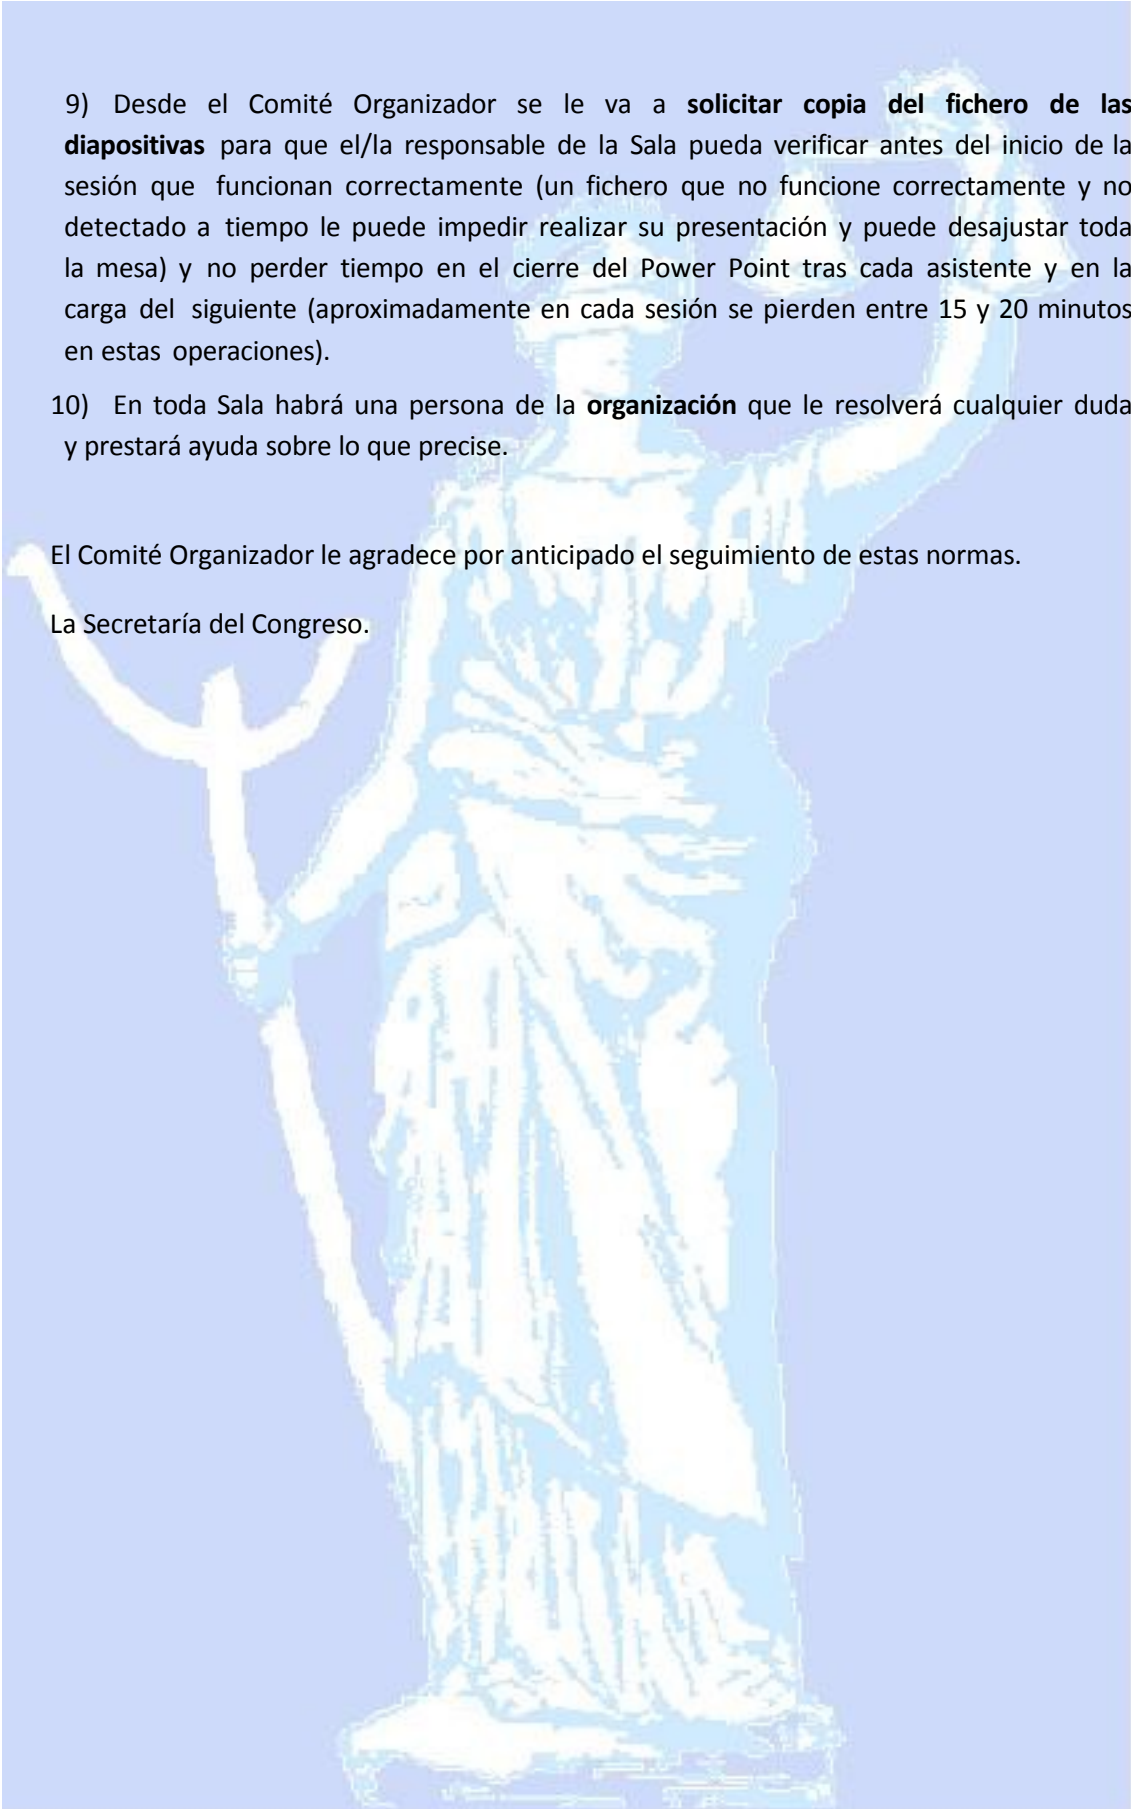 9) Desde el Comité Organizador se le va a solicitar copia del fichero de las
diapositivas para que el/la responsable de la Sala pueda verificar antes del inicio de la
sesión que funcionan correctamente (un fichero que no funcione correctamente y no
detectado a tiempo le puede impedir realizar su presentación y puede desajustar toda
la mesa) y no perder tiempo en el cierre del Power Point tras cada asistente y en la
carga del siguiente (aproximadamente en cada sesión se pierden entre 15 y 20 minutos
en estas operaciones).
10) En toda Sala habrá una persona de la organización que le resolverá cualquier duda
y prestará ayuda sobre lo que precise.
El Comité Organizador le agradece por anticipado el seguimiento de estas normas.
La Secretaría del Congreso.